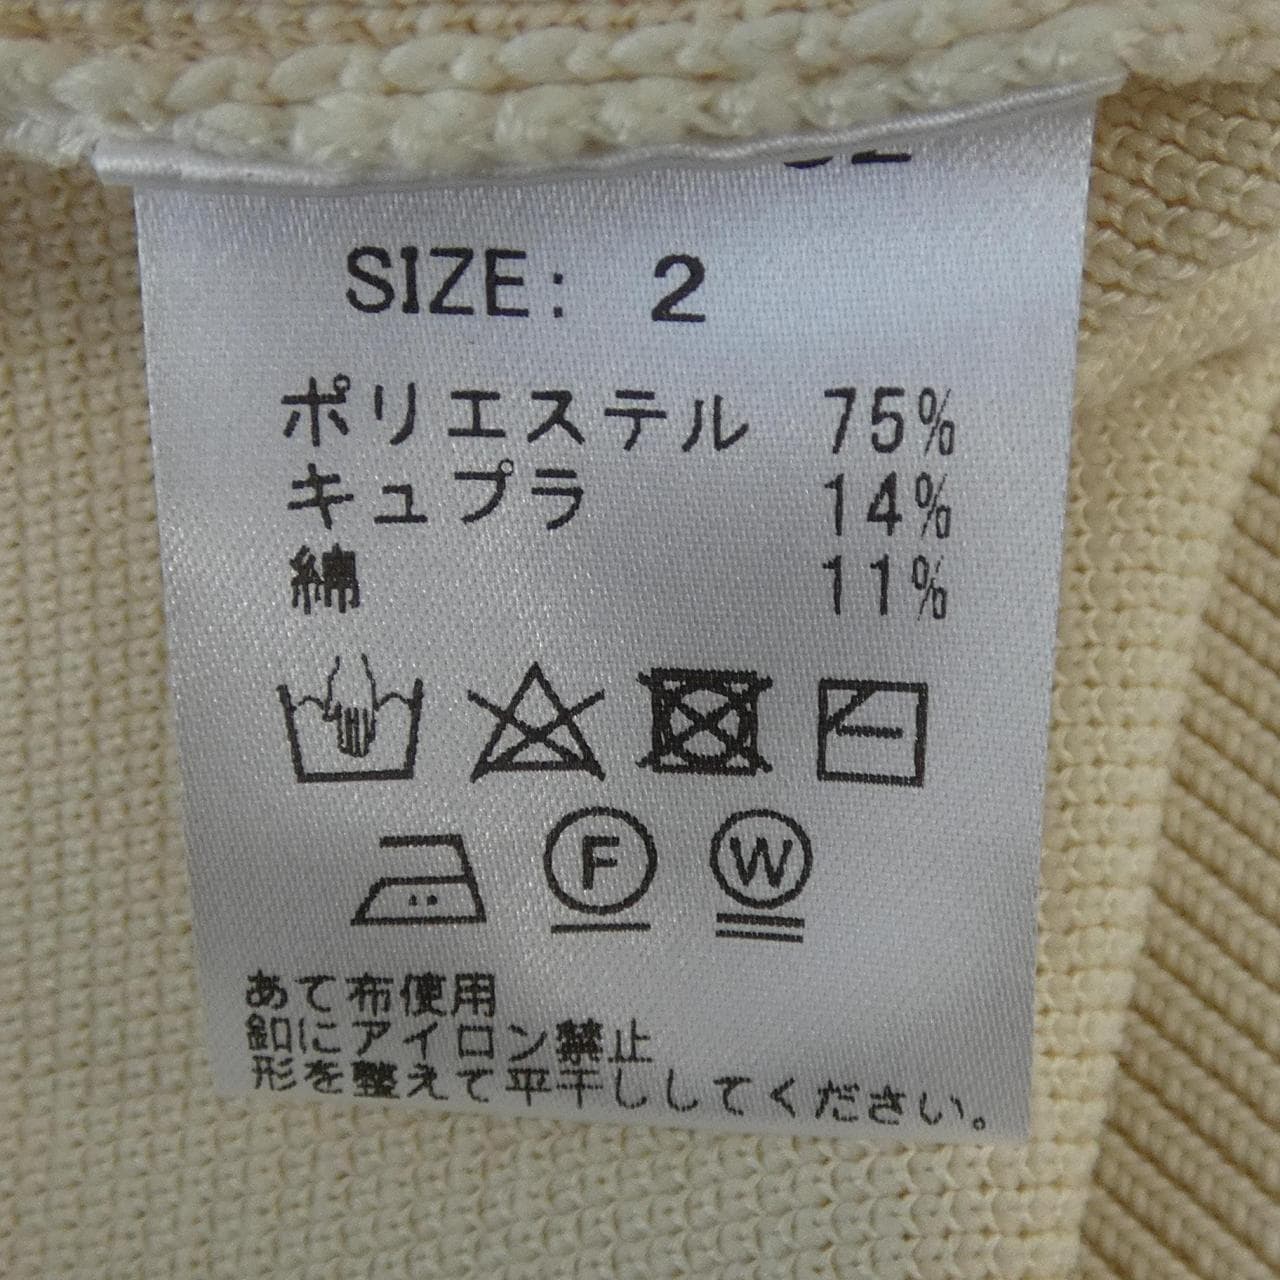 SIZE: 2
ポリエステル 75%
キュプラ 14%
綿 11%
F W
あて布使用
釦にアイロン禁止
形を整えて平干ししてください。